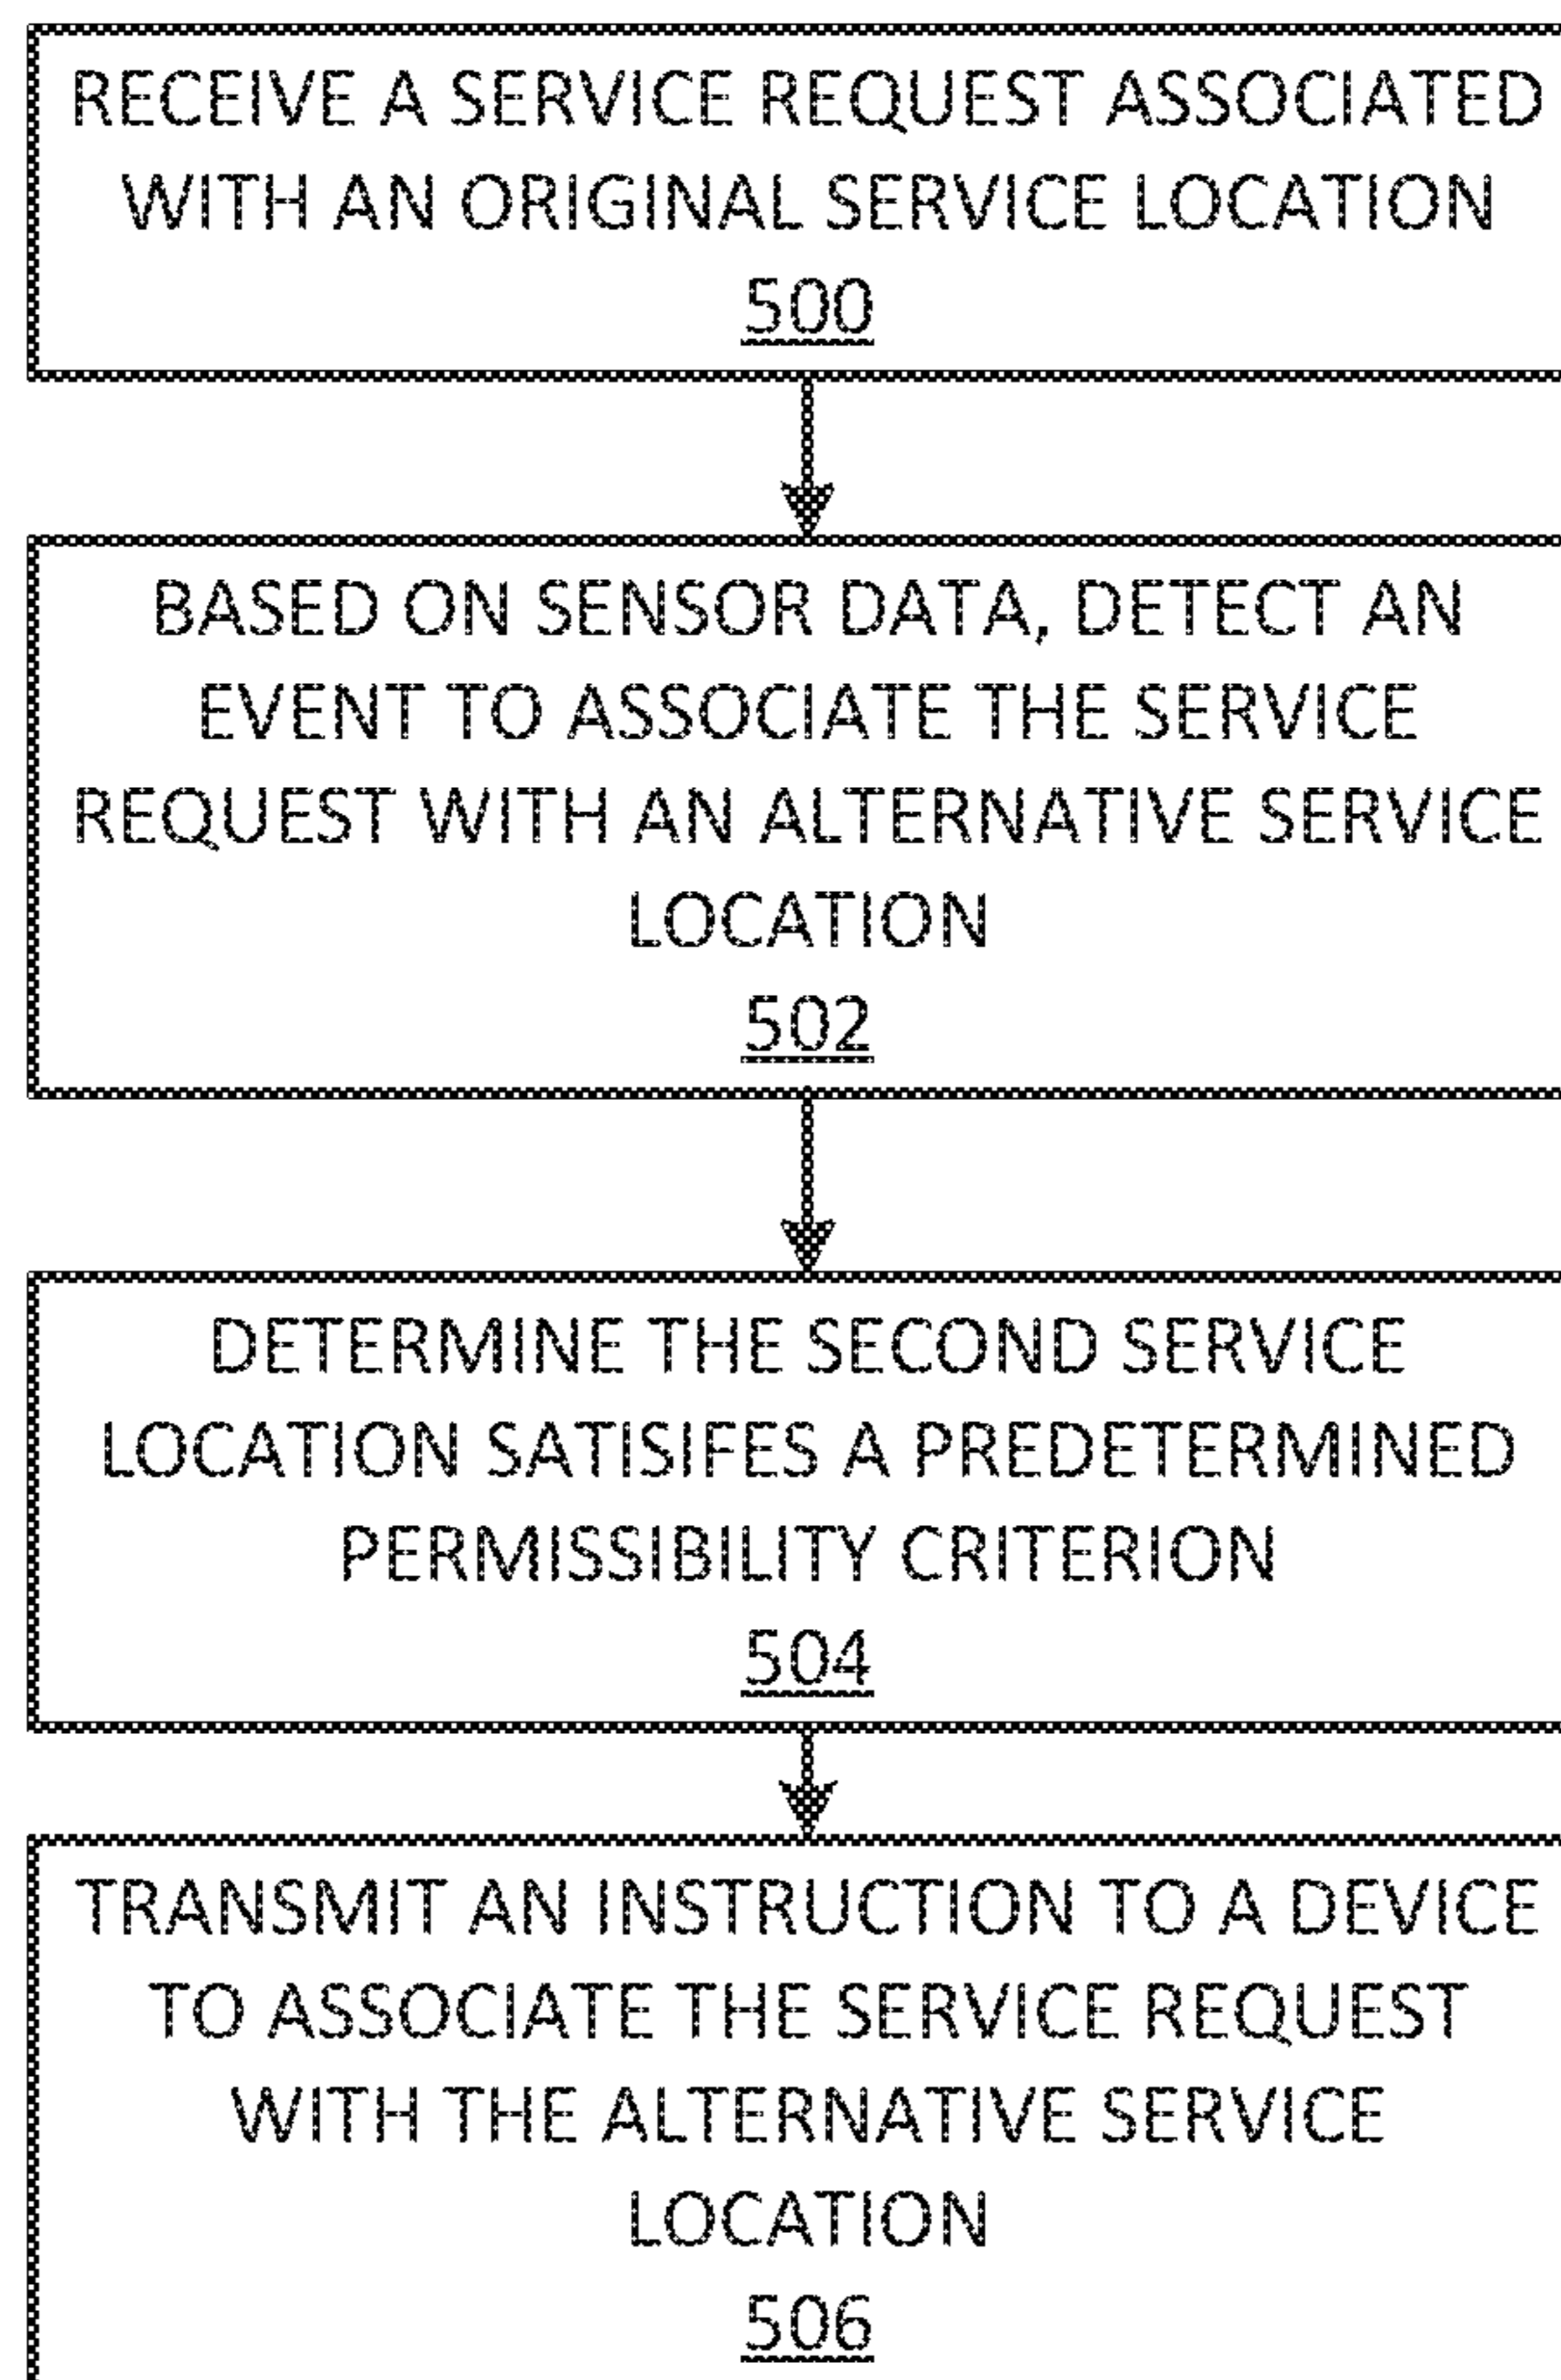 RECEIVE A SERVICE REQUEST ASSOCIATED
WITH AN ORIGINAL SERVICE LOCATION
500
BASED ON SENSOR DATA, DETECT AN
EVENT TO ASSOCIATE THE SERVICE
REQUEST WITH AN ALTERNATIVE SERVICE
LOCATION
502
DETERMINE THE SECOND SERVICE
LOCATION SATISIFES A PREDETERMINED
PERMISSIBILITY CRITERION
504
TRANSMIT AN INSTRUCTION TO A DEVICE
TO ASSOCIATE THE SERVICE REQUEST
WITH THE ALTERNATIVE SERVICE
LOCATION
506